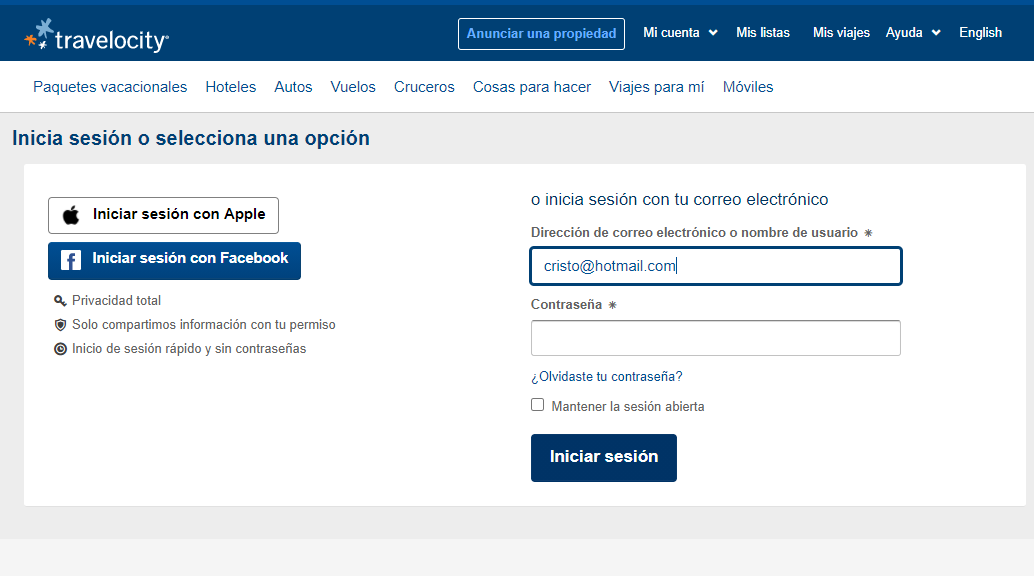 travelocity
Anunciar una propiedad Mi cuenta Mis listas Mis viajes Ayuda English
Paquetes vacacionales Hoteles Autos Vuelos Cruceros Cosas para hacer Viajes para mí Móviles
Inicia sesión o selecciona una opción
Iniciar sesión con Apple
Iniciar sesión con Facebook
Privacidad total
Solo compartimos información con tu permiso
Inicio de sesión rápido y sin contraseñas
o inicia sesión con tu correo electrónico
Dirección de correo electrónico o nombre de usuario *
cristo@hotmail.com
Contraseña *
¿Olvidaste tu contraseña?
Mantener la sesión abierta
Iniciar sesión